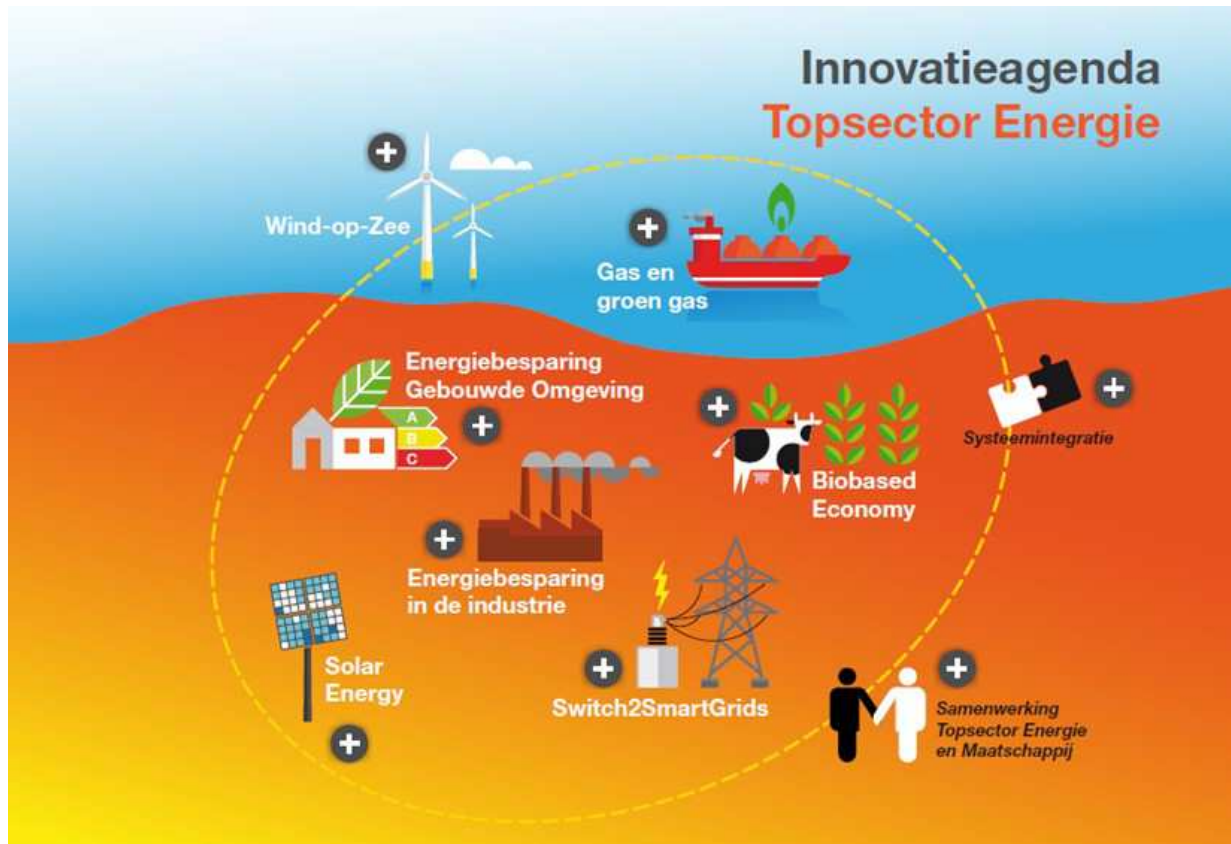 Innovatieagenda
Topsector Energie
Wind-op-Zee
Gas en
groen gas
Energiebesparing
Gebouwde Omgeving
A
B
C
Systeemintegratie
Biobased
Economy
Energiebesparing
in de industrie
Solar
Energy
Switch2SmartGrids
Samenwerking
Topsector Energie
en Maatschappij